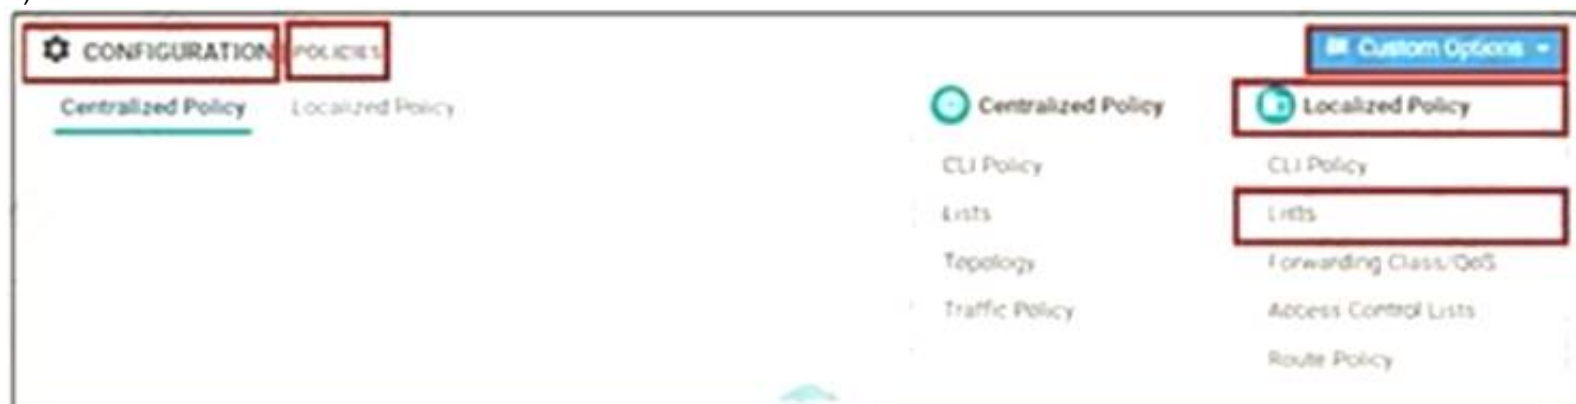 CONFIGURATION POLICIES Custom Options
Centralized Policy Localized Policy
Centralized Policy Localized Policy
CLI Policy CLI Policy
Lists Lists
Topology Forwarding Class/QoS
Traffic Policy Access Control Lists
Route Policy